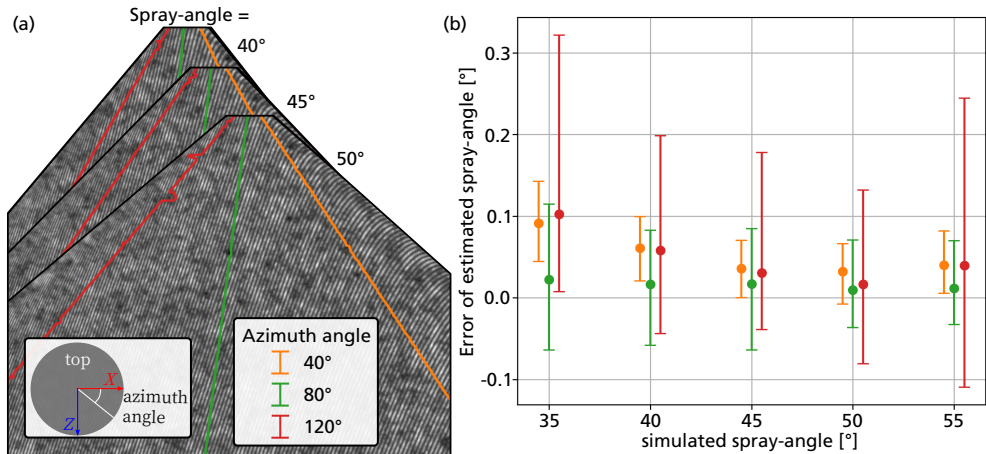 (a)
Spray-angle =
40°
45°
50°
top
X
azimuth
angle
Z
Azimuth angle
40°
80°
120°
(b)
Error of estimated spray-angle [°]
0.3
0.2
0.1
0.0
-0.1
35
40
45
50
55
simulated spray-angle [°]